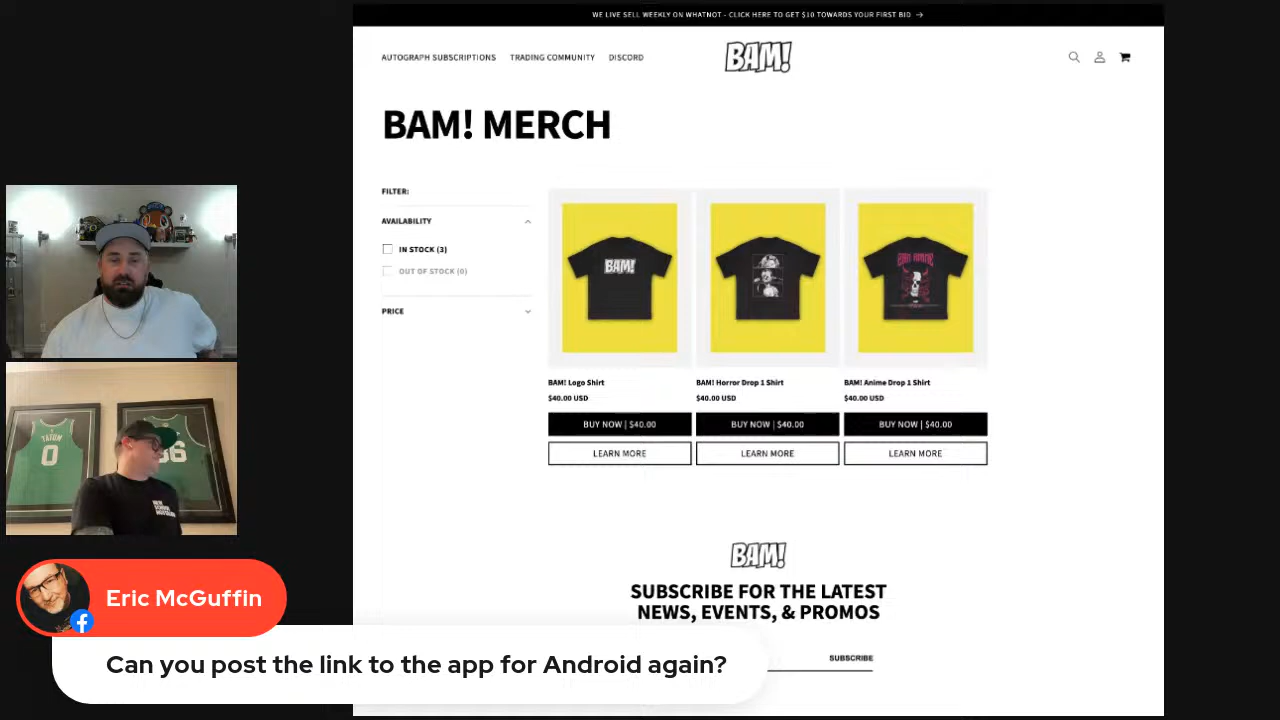 WE LIVE SELL WEEKLY ON WHATNOT - CLICK HERE TO GET $10 TOWARDS YOUR FIRST BID →
AUTOGRAPH SUBSCRIPTIONS TRADING COMMUNITY DISCORD
BAM!
BAM! MERCH
FILTER:
AVAILABILITY
IN STOCK (3)
OUT OF STOCK (0)
PRICE
BAM!
BAM! Logo Shirt
$40.00 USD
BUY NOW | $40.00
LEARN MORE
BAM! Horror Drop 1 Shirt
$40.00 USD
BUY NOW | $40.00
LEARN MORE
BAM! Anime Drop 1 Shirt
$40.00 USD
BUY NOW | $40.00
LEARN MORE
TATUM
0
BAM!
SUBSCRIBE FOR THE LATEST
NEWS, EVENTS, & PROMOS
SUBSCRIBE
Eric McGuffin
Can you post the link to the app for Android again?